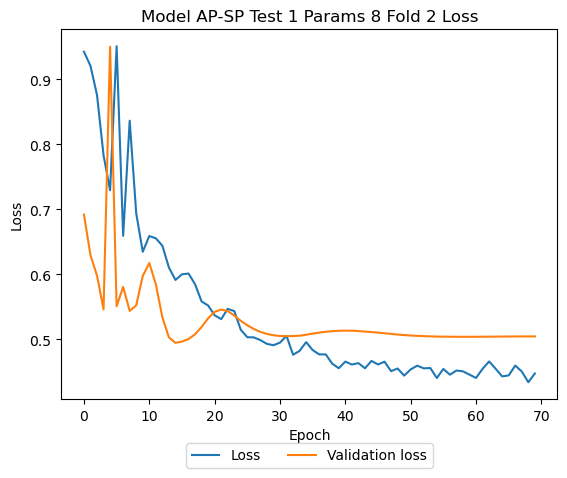 Model AP-SP Test 1 Params 8 Fold 2 Loss
Loss
0.9
0.8
0.7
0.6
0.5
0 10 20 30 40 50 60 70
Epoch
Loss Validation loss